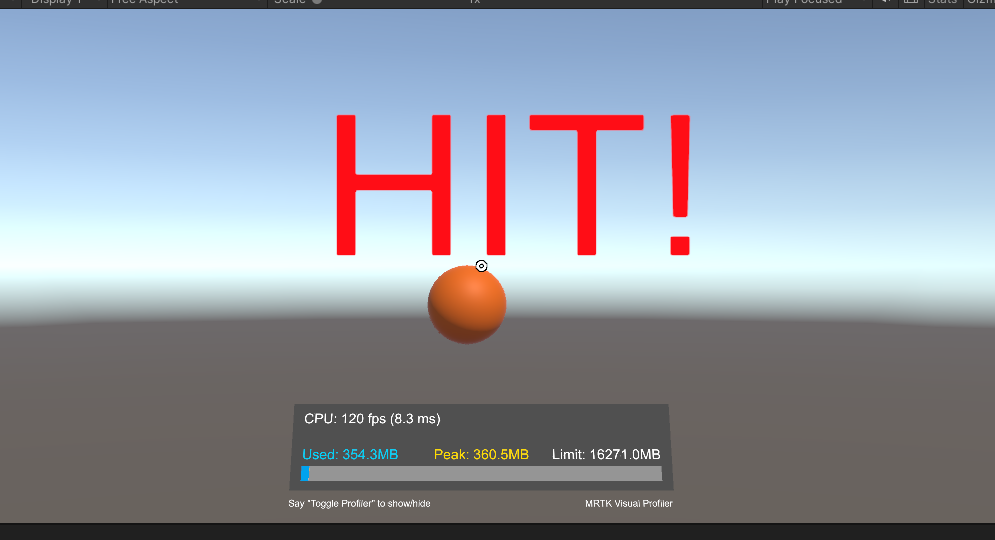 Display 1 Free Aspect Scale 1x Play Focused Stats
HIT!
CPU: 120 fps (8.3 ms)
Used: 354.3MB Peak: 360.5MB Limit: 16271.0MB
Say "Toggle Profiler" to show/hide MRTK Visual Profiler